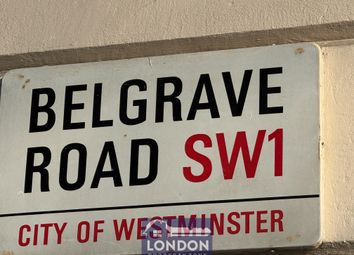 BELGRAVE
ROAD SW1
CITY OF WESTMINSTER
LONDON